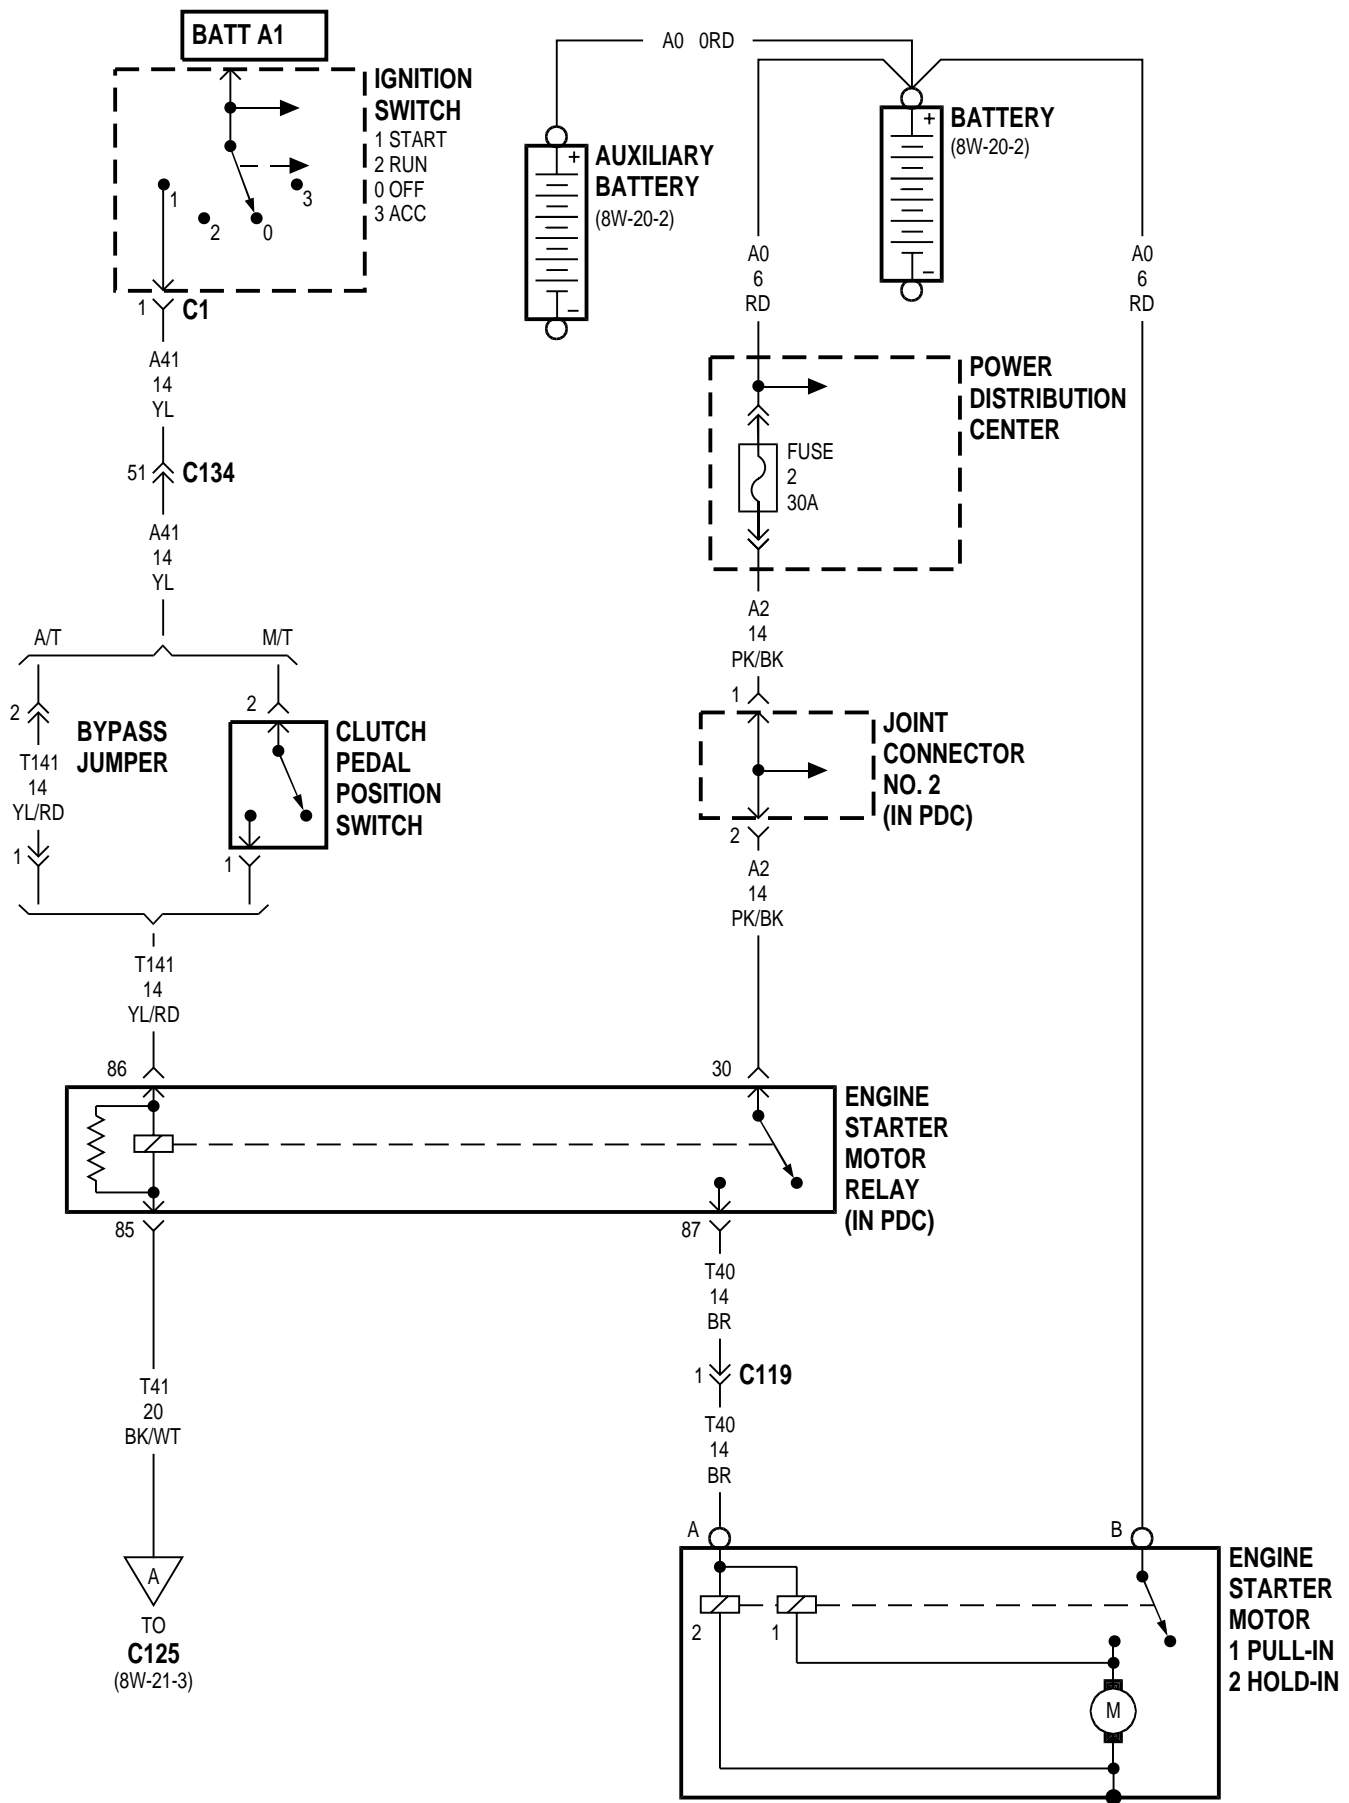 BATT A1
IGNITION
SWITCH
1 START
2 RUN
0 OFF
3 ACC
1
2
0
3
1 C1
A41
14
YL
51 C134
A41
14
YL
A/T
M/T
2
BYPASS
JUMPER
T141
14
YL/RD
1
2
CLUTCH
PEDAL
POSITION
SWITCH
1
T141
14
YL/RD
A0 0RD
+
AUXILIARY
BATTERY
(8W-20-2)
–
+
BATTERY
(8W-20-2)
–
A0
6
RD
A0
6
RD
POWER
DISTRIBUTION
CENTER
FUSE
2
30A
A2
14
PK/BK
1
JOINT
CONNECTOR
NO. 2
(IN PDC)
2
A2
14
PK/BK
86
30
ENGINE
STARTER
MOTOR
RELAY
(IN PDC)
85
87
T41
20
BK/WT
A
TO
C125
(8W-21-3)
T40
14
BR
1 C119
T40
14
BR
A
B
ENGINE
STARTER
MOTOR
1 PULL-IN
2 HOLD-IN
2
1
M